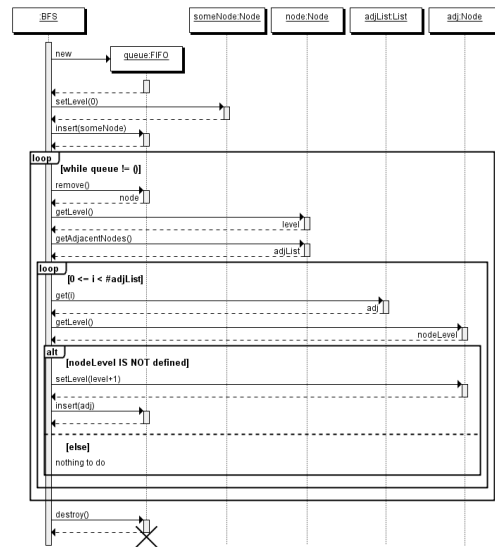 :BFS
someNode:Node
node:Node
adjList:List
adj:Node
new
queue:FIFO
setLevel(0)
insert(someNode)
loop
[while queue != ()]
remove()
node
getLevel()
level
getAdjacentNodes()
adjList
loop
[0 <= i < #adjList]
get(i)
adj
getLevel()
nodeLevel
alt
[nodeLevel IS NOT defined]
setLevel(level+1)
insert(adj)
[else]
nothing to do
destroy()